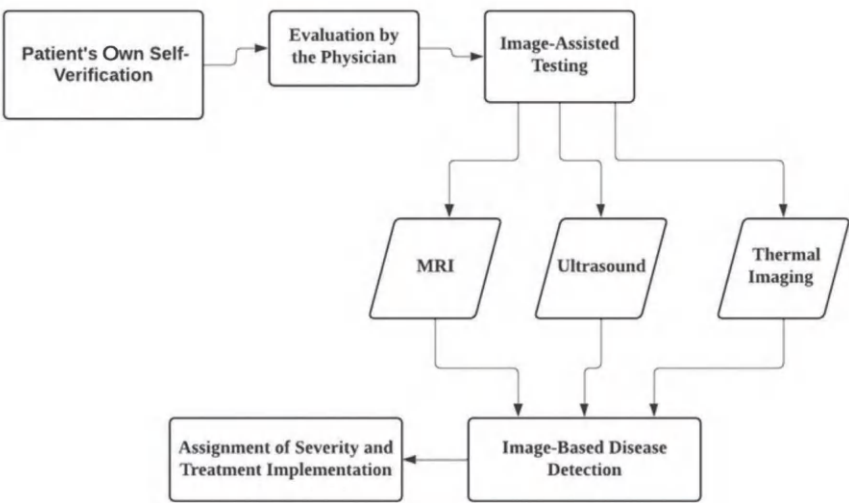 Patient's Own Self-
Verification
Evaluation by
the Physician
Image-Assisted
Testing
MRI
Ultrasound
Thermal
Imaging
Assignment of Severity and
Treatment Implementation
Image-Based Disease
Detection